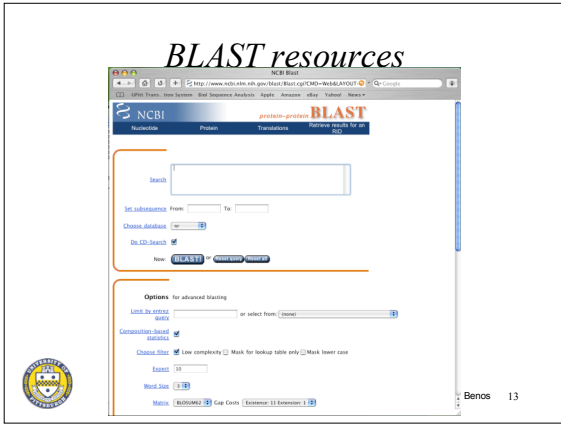 BLAST resources
NCBI Blast
http://www.ncbi.nlm.nih.gov/blast/Blast.cgi?CMD=Web&LAYOUT- Q- Google
Biol Sequence Analysis Apple Amazon eBay Yahoo! News
NCBI protein-protein BLAST
Nucleotide Protein Translations Retrieve results for an RID
Search
Set subsequence From: To:
Choose database nr
Do CD-Search
Now: BLAST! or Reset query Reset all
Options for advanced blasting
Limit by entrez query or select from: (none)
Composition-based statistics
Choose filter Low complexity Mask for lookup table only Mask lower case
Expect 10
Word Size 3
Matrix BLOSUM62 Gap Costs Existence: 11 Extension: 1
Benos 13
UNIVERSITY OF PITTSBURGH